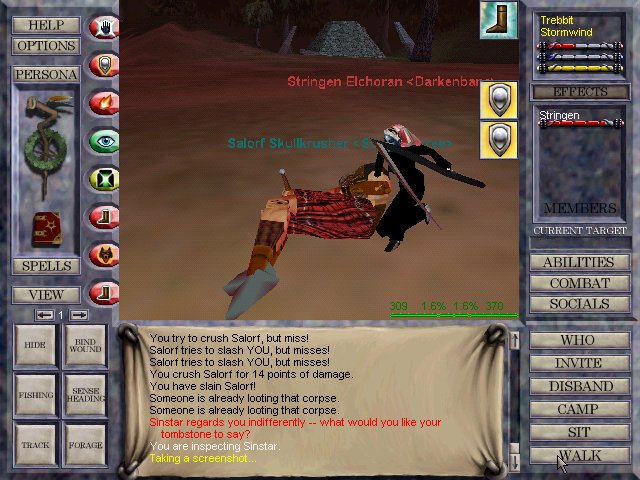 HELP
OPTIONS
PERSONA
SPELLS
VIEW
1
HIDE
BIND WOUND
FISHING
SENSE HEADING
TRACK
FORAGE
Stringen Elchoran <Darkenbane>
Salorf Skullkrusher
309 1.6% 1.6% 370
You try to crush Salorf, but miss!
Salorf tries to slash YOU, but misses!
Salorf tries to slash YOU, but misses!
You crush Salorf for 14 points of damage.
You have slain Salorf!
Someone is already looting that corpse.
Someone is already looting that corpse.
Sinstar regards you indifferently -- what would you like your
tombstone to say?
You are inspecting Sinstar.
Taking a screenshot...
Trebbit
Stormwind
EFFECTS
Stringen
MEMBERS
CURRENT TARGET
ABILITIES
COMBAT
SOCIALS
WHO
INVITE
DISBAND
CAMP
SIT
WALK